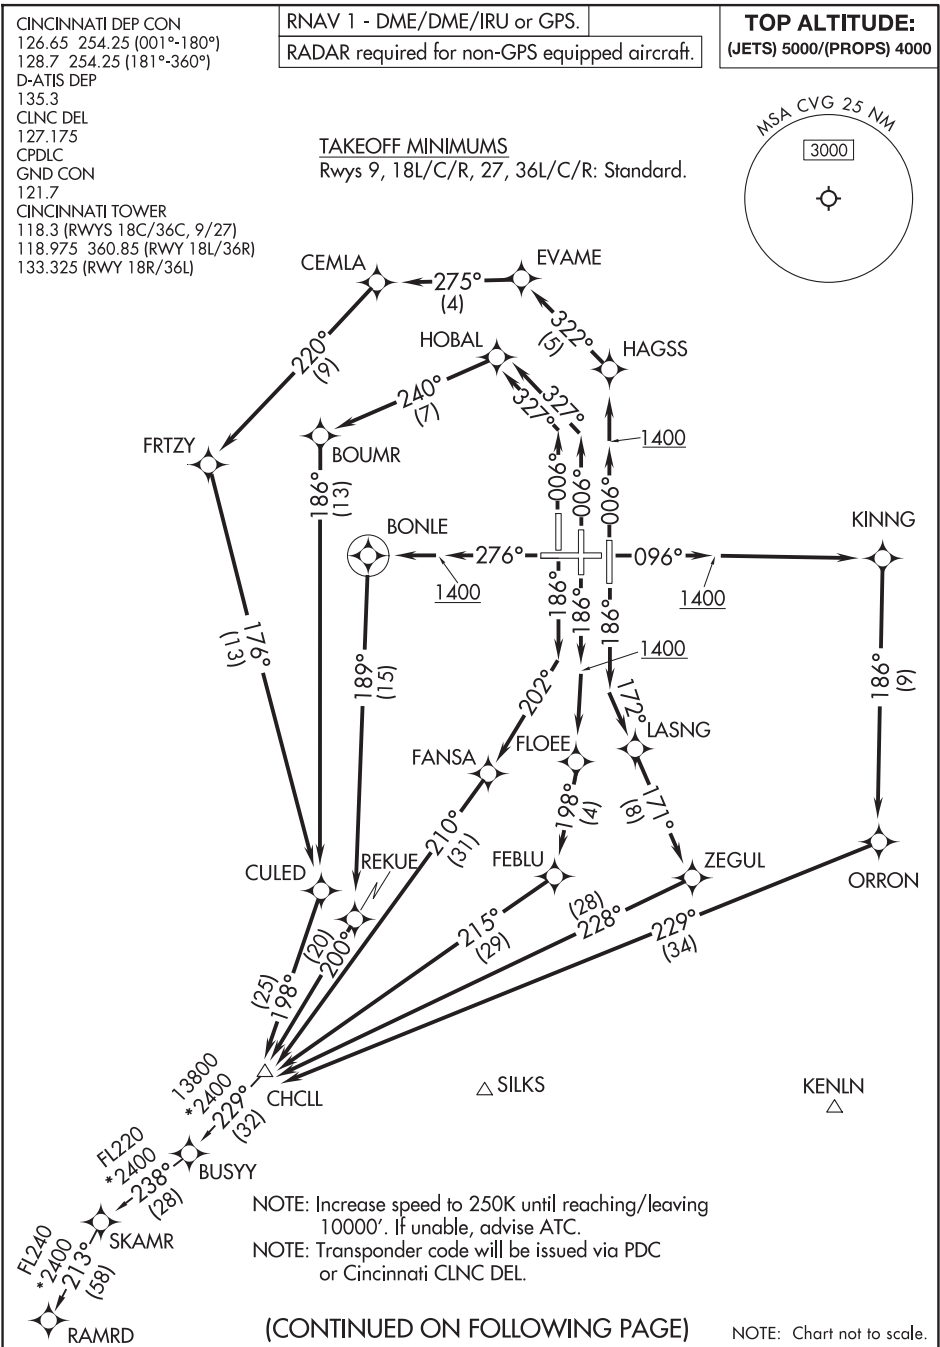 CINCINNATI DEP CON
126.65 254.25 (001°-180°)
128.7 254.25 (181°-360°)
D-ATIS DEP
135.3
CLNC DEL
127.175
CPDLC
GND CON
121.7
CINCINNATI TOWER
118.3 (RWYS 18C/36C, 9/27)
118.975 360.85 (RWY 18L/36R)
133.325 (RWY 18R/36L)
RNAV 1 - DME/DME/IRU or GPS.
RADAR required for non-GPS equipped aircraft.
TOP ALTITUDE:
(JETS) 5000/(PROPS) 4000
MSA CVG 25 NM
3000
TAKEOFF MINIMUMS
Rwys 9, 18L/C/R, 27, 36L/C/R: Standard.
CEMLA
275°
(4)
EVAME
322°
(5)
HAGSS
HOBAL
220°
(9)
240°
(7)
327°
327°
1400
FRTZY
BOUMR
186°
(13)
006°
006°
006°
BONLE
276°
1400
096°
1400
KINNG
186°
186°
186°
1400
176°
(13)
189°
(15)
186°
(9)
202°
172°
FANSA
FLOEE
LASNG
210°
(31)
198°
(4)
171°
(8)
CULED
REKUE
FEBLU
ZEGUL
ORRON
(25)
198°
(20)
200°
215°
(29)
(28)
228°
229°
(34)
CHCLL
SILKS
KENLN
13800
*2400
229°
(32)
BUSYY
FL220
*2400
238°
(28)
SKAMR
FL240
*2400
213°
(58)
RAMRD
NOTE: Increase speed to 250K until reaching/leaving
10000'. If unable, advise ATC.
NOTE: Transponder code will be issued via PDC
or Cincinnati CLNC DEL.
(CONTINUED ON FOLLOWING PAGE)
NOTE: Chart not to scale.